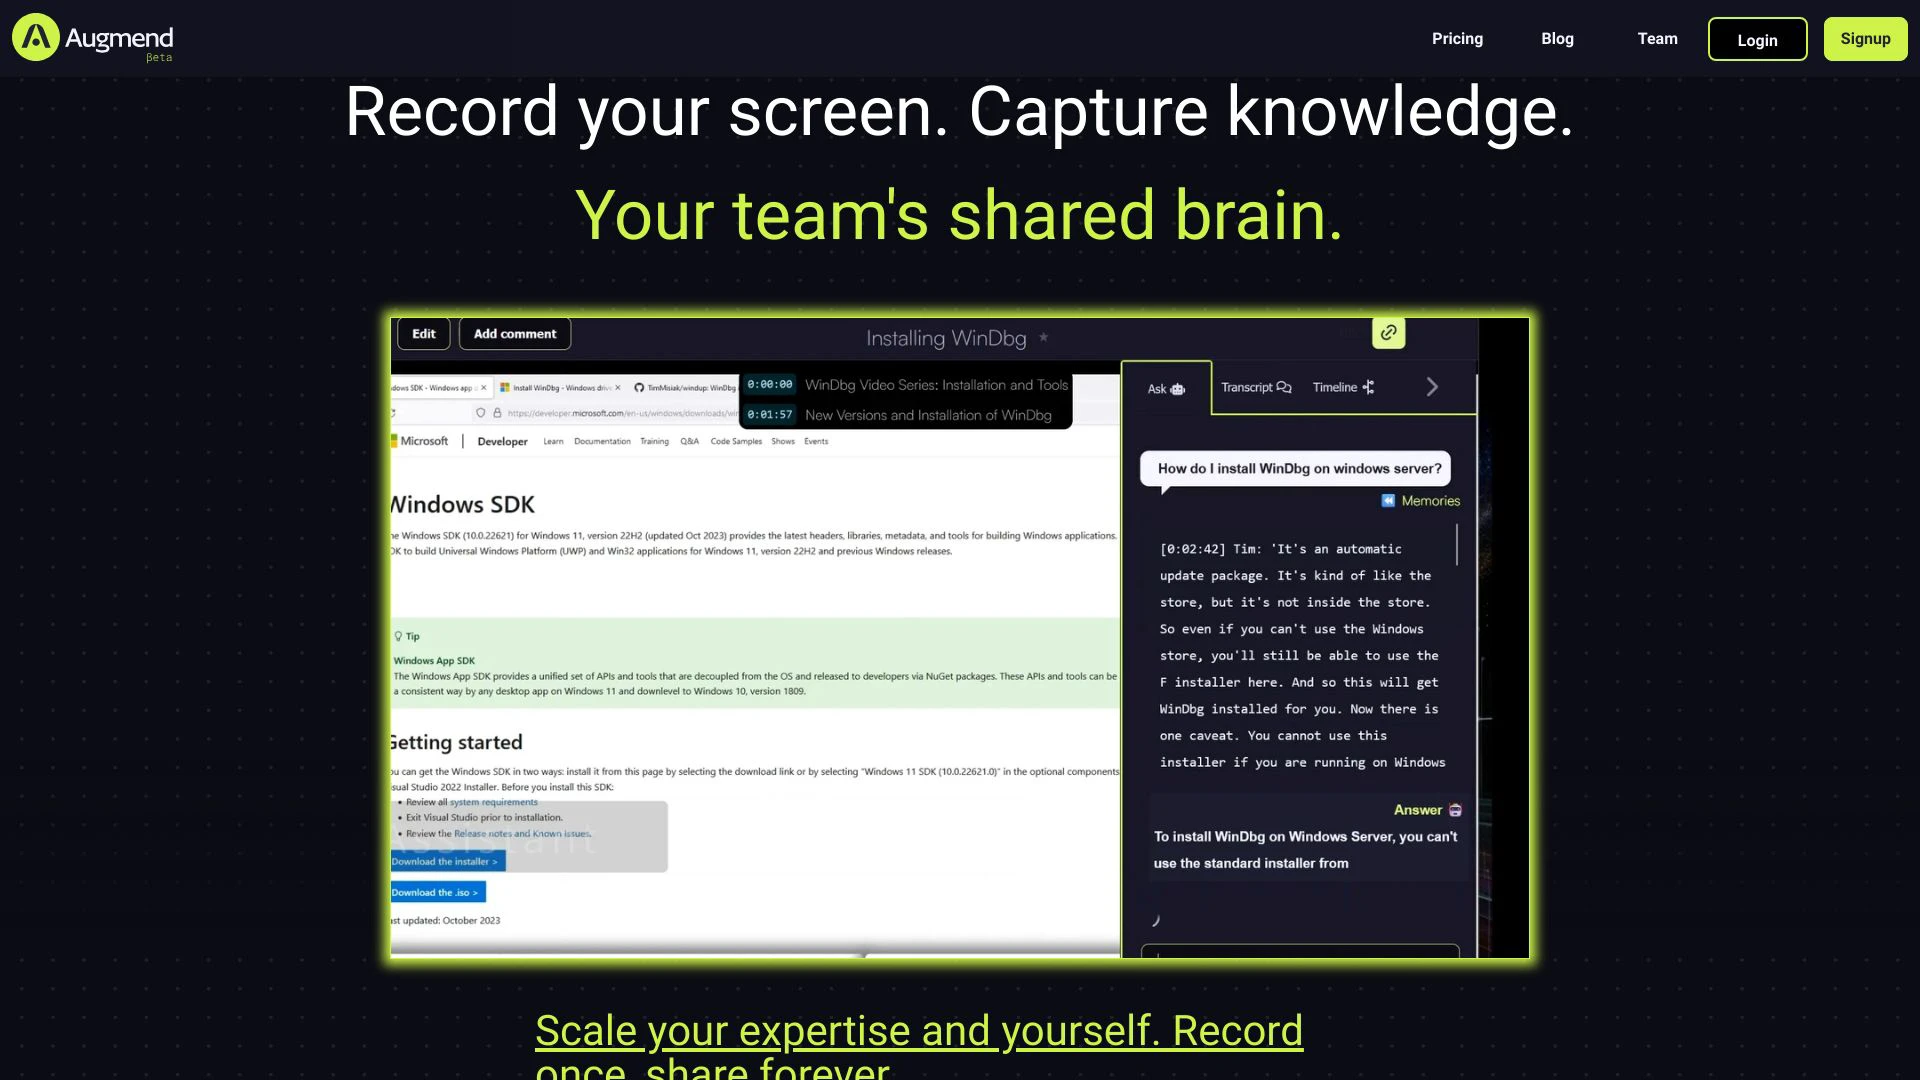 Augmend
βeta
Pricing
Blog
Team
Login
Signup
Record your screen. Capture knowledge.
Your team's shared brain.
Edit
Add comment
Installing WinDbg
dows SDK - Windows app
Install WinDbg - Windows drive
TimMisiak/windup: WinDbg
0:00:00 WinDbg Video Series: Installation and Tools
0:01:57 New Versions and Installation of WinDbg
https://developer.microsoft.com/en-us/windows/downloads/wir
Microsoft
Developer
Learn
Documentation
Training
Q&A
Code Samples
Shows
Events
Windows SDK
he Windows SDK (10.0.22621) for Windows 11, version 22H2 (updated Oct 2023) provides the latest headers, libraries, metadata, and tools for building Windows applications.
DK to build Universal Windows Platform (UWP) and Win32 applications for Windows 11, version 22H2 and previous Windows releases.
Tip
Windows App SDK
The Windows App SDK provides a unified set of APIs and tools that are decoupled from the OS and released to developers via NuGet packages. These APIs and tools can be
a consistent way by any desktop app on Windows 11 and downlevel to Windows 10, version 1809.
Getting started
ou can get the Windows SDK in two ways: install it from this page by selecting the download link or by selecting "Windows 11 SDK (10.0.22621.0)" in the optional components
sual Studio 2022 Installer. Before you install this SDK:
• Review all system requirements
• Exit Visual Studio prior to installation.
• Review the Release notes and Known issues.
Assistant
Download the installer >
Download the .iso >
ast updated: October 2023
Ask
Transcript
Timeline
How do I install WinDbg on windows server?
Memories
[0:02:42] Tim: 'It's an automatic
update package. It's kind of like the
store, but it's not inside the store.
So even if you can't use the Windows
store, you'll still be able to use the
F installer here. And so this will get
WinDbg installed for you. Now there is
one caveat. You cannot use this
installer if you are running on Windows
Answer
To install WinDbg on Windows Server, you can't
use the standard installer from
Scale your expertise and yourself. Record
once, share forever.